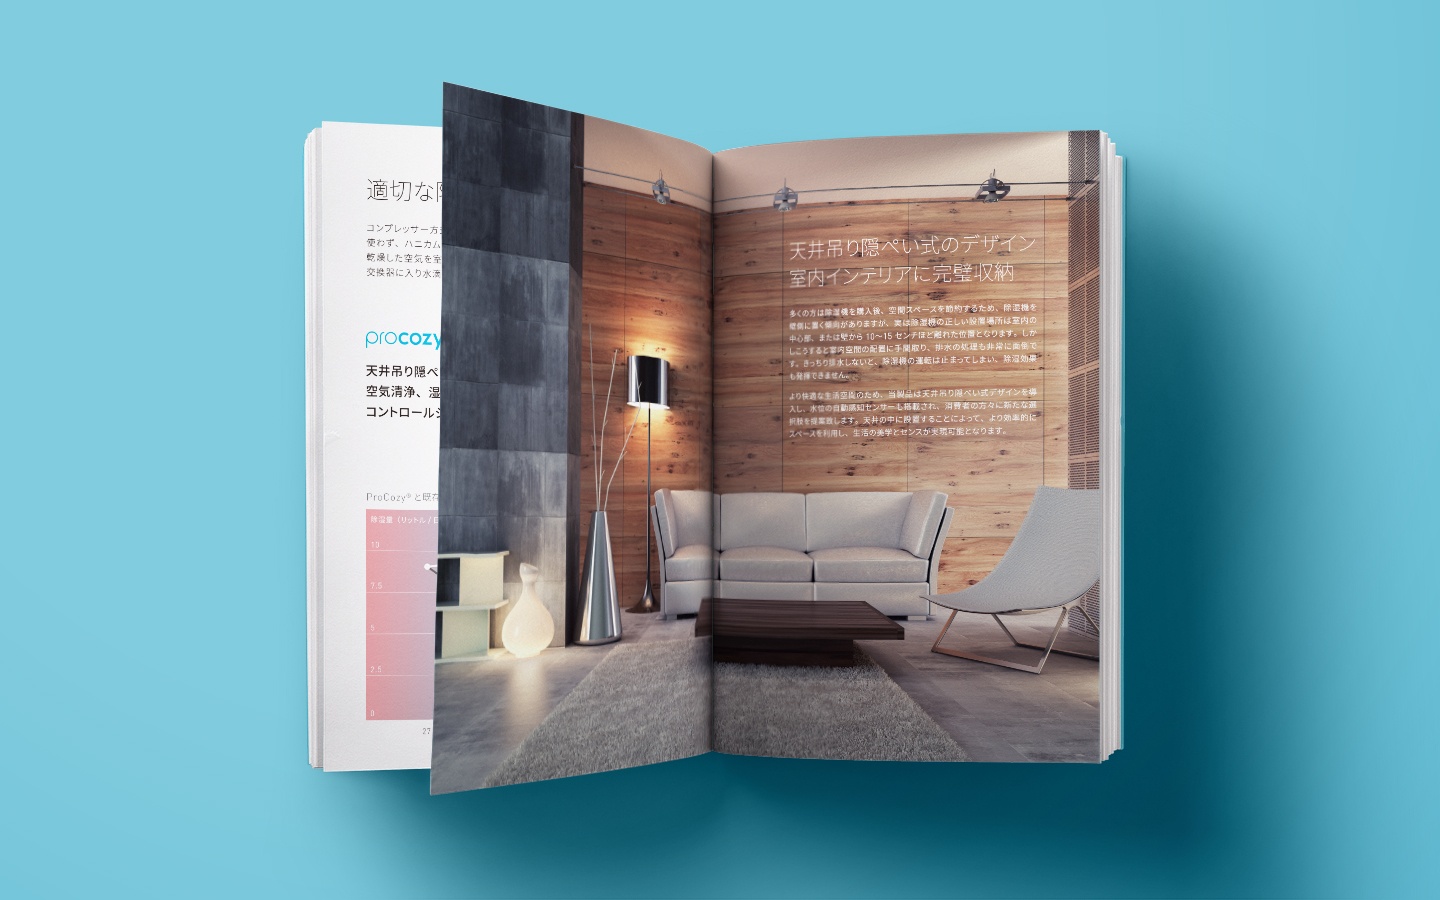 適切な
コンプレッサー方
使わず、ハニカム
乾燥した空気を
交換器に入り水
procozy
天井吊り隠ペ
空気清浄、湿
コントロール
ProCozy® と既存
除湿量（リットル / 日
10
7.5
5
2.5
0
27
天井吊り隠ぺい式のデザイン
室内インテリアに完璧収納
多くの方は除湿機を購入後、空間スペースを節約するため、除湿機を
壁側に置く傾向がありますが、実は除湿機の正しい設置場所は室内の
中心部、または壁から 10〜15 センチほど離れた位置となります。しか
しこうすると室内空間の配置に手間取り、排水の処理も非常に面倒で
す。きっちり排水しないと、除湿機の運転は止まってしまい、除湿効果
も発揮できません。
より快適な生活空間のため、当製品は天井吊り隠ぺい式デザインを導
入し、水位の自動感知センサーも搭載され、消費者の方々に新たな選
択肢を提案致します。天井の中に設置することによって、より効率的に
スペースを利用し、生活の美学とセンスが実現可能となります。